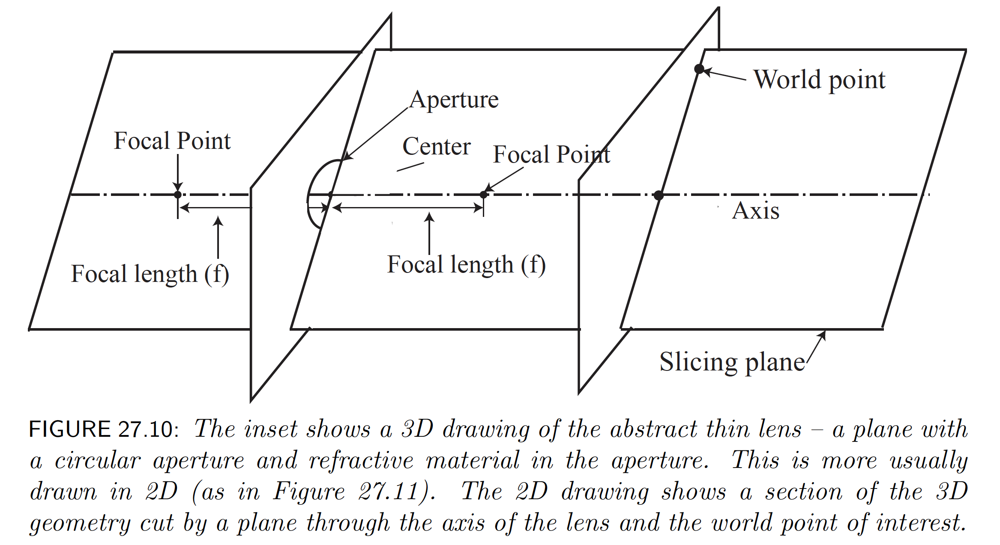 World point
Aperture
Focal Point
Center
Focal Point
Axis
Focal length (f)
Focal length (f)
Slicing plane
FIGURE 27.10: The inset shows a 3D drawing of the abstract thin lens – a plane with
a circular aperture and refractive material in the aperture. This is more usually
drawn in 2D (as in Figure 27.11). The 2D drawing shows a section of the 3D
geometry cut by a plane through the axis of the lens and the world point of interest.